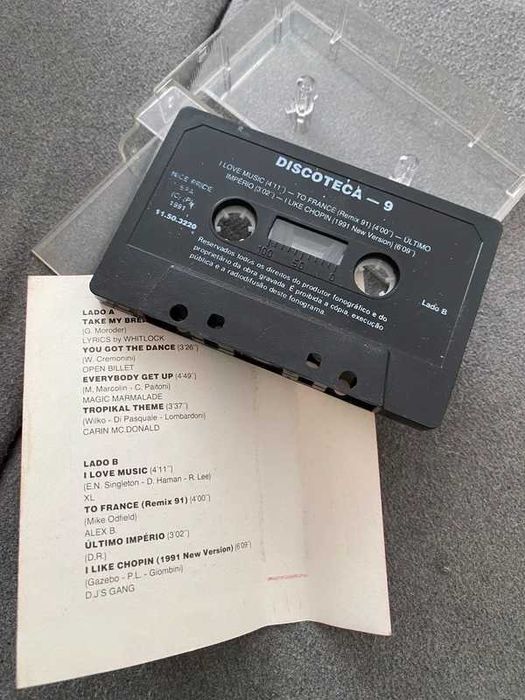 DISCOTECA — 9
I LOVE MUSIC (4'11'') — TO FRANCE (Remix 91) (4'00'') — ÚLTIMO
IMPÉRIO (3'02'') — I LIKE CHOPIN (1991 New Version) (6'09'')
NICE PRICE
1991
11.50.3220
100 50 0
Reservados todos os direitos do produtor fonográfico e do
proprietário da obra gravada. É proibida a cópia, execução
pública e a radiodifusão deste fonograma.
Lado B
LADO A
TAKE MY
(G. Moroder)
LYRICS by WHITLOCK
YOU GOT THE DANCE (3'26'')
(W. Cremonini)
OPEN BILLET
EVERYBODY GET UP (4'49'')
(M. Marcolin - C. Paitoni)
MAGIC MARMALADE
TROPIKAL THEME (3'37'')
(Wilko - Di Pasquale - Lombardoni)
CARIN MC.DONALD
LADO B
I LOVE MUSIC (4'11'')
(E.N. Singleton - D. Haman - R. Lee)
XL
TO FRANCE (Remix 91) (4'00'')
(Mike Odfield)
ALEX B.
ÚLTIMO IMPÉRIO (3'02'')
(D.R.)
I LIKE CHOPIN (1991 New Version) (6'09'')
(Gazebo - P.L. - Giombini)
D.J'S GANG